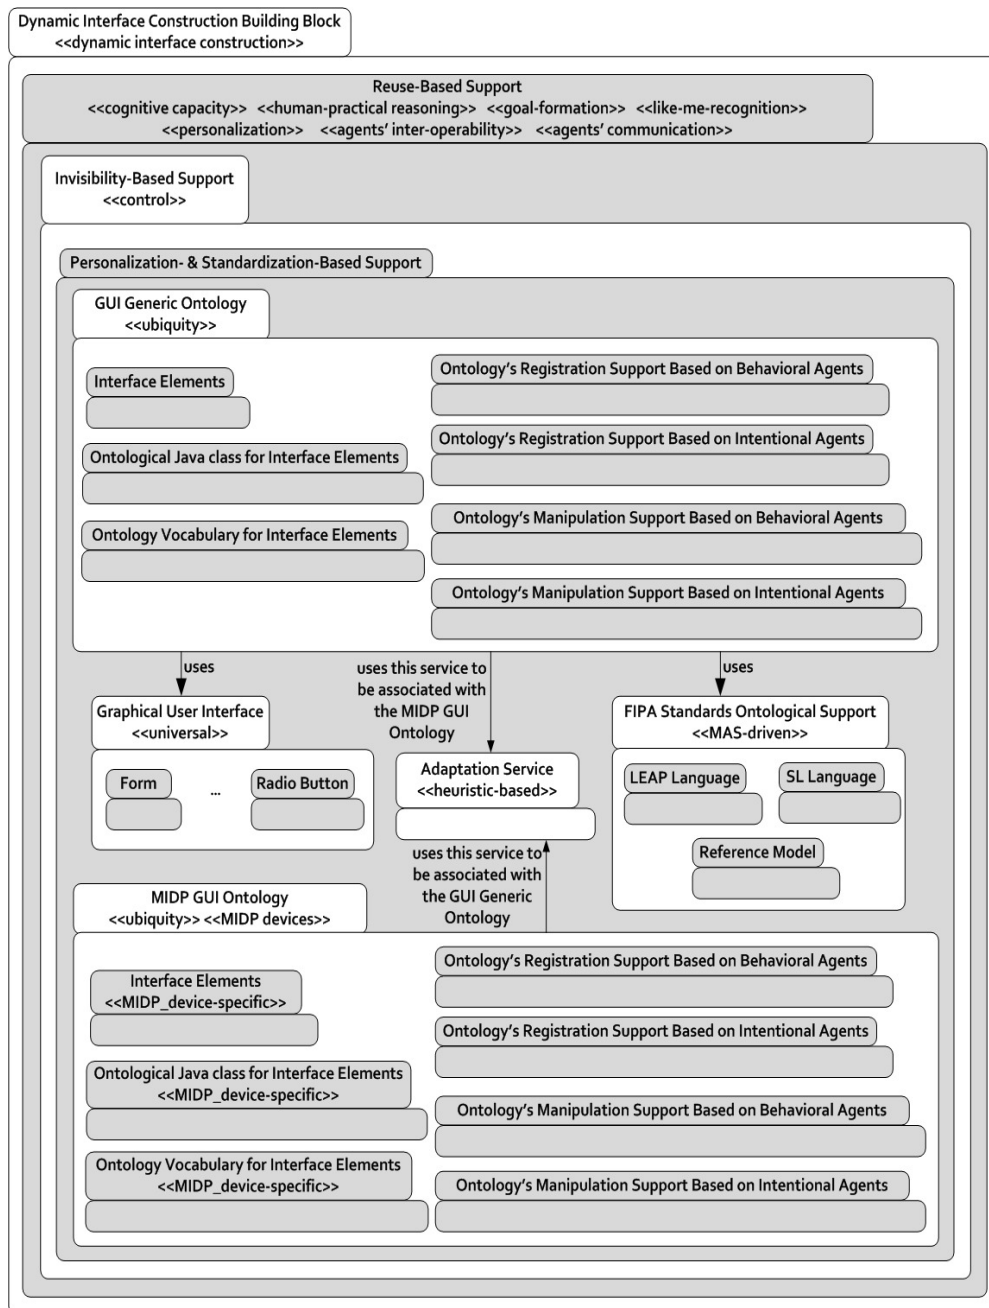 Dynamic Interface Construction Building Block
<<dynamic interface construction>>
Reuse-Based Support
<<cognitive capacity>> <<human-practical reasoning>> <<goal-formation>> <<like-me-recognition>>
<<personalization>> <<agents' inter-operability>> <<agents' communication>>
Invisibility-Based Support
<<control>>
Personalization- & Standardization-Based Support
GUI Generic Ontology
<<ubiquity>>
Interface Elements
Ontological Java class for Interface Elements
Ontology Vocabulary for Interface Elements
Ontology's Registration Support Based on Behavioral Agents
Ontology's Registration Support Based on Intentional Agents
Ontology's Manipulation Support Based on Behavioral Agents
Ontology's Manipulation Support Based on Intentional Agents
uses
uses this service to
be associated with
the MIDP GUI
Ontology
uses
Graphical User Interface
<<universal>>
Form
...
Radio Button
Adaptation Service
<<heuristic-based>>
FIPA Standards Ontological Support
<<MAS-driven>>
LEAP Language
SL Language
Reference Model
uses this service to
be associated with
the GUI Generic
Ontology
MIDP GUI Ontology
<<ubiquity>> <<MIDP devices>>
Interface Elements
<<MIDP_device-specific>>
Ontological Java class for Interface Elements
<<MIDP_device-specific>>
Ontology Vocabulary for Interface Elements
<<MIDP_device-specific>>
Ontology's Registration Support Based on Behavioral Agents
Ontology's Registration Support Based on Intentional Agents
Ontology's Manipulation Support Based on Behavioral Agents
Ontology's Manipulation Support Based on Intentional Agents